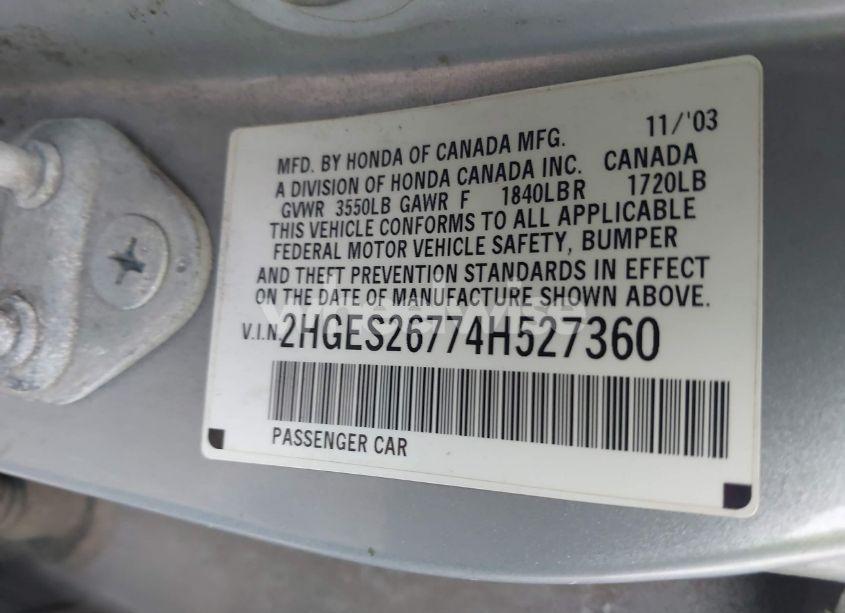 11/'03
MFD. BY HONDA OF CANADA MFG.
A DIVISION OF HONDA CANADA INC. CANADA
GVWR 3550LB GAWR F 1840LBR 1720LB
THIS VEHICLE CONFORMS TO ALL APPLICABLE
FEDERAL MOTOR VEHICLE SAFETY, BUMPER
AND THEFT PREVENTION STANDARDS IN EFFECT
ON THE DATE OF MANUFACTURE SHOWN ABOVE.
V.I.N. 2HGES26774H527360
PASSENGER CAR